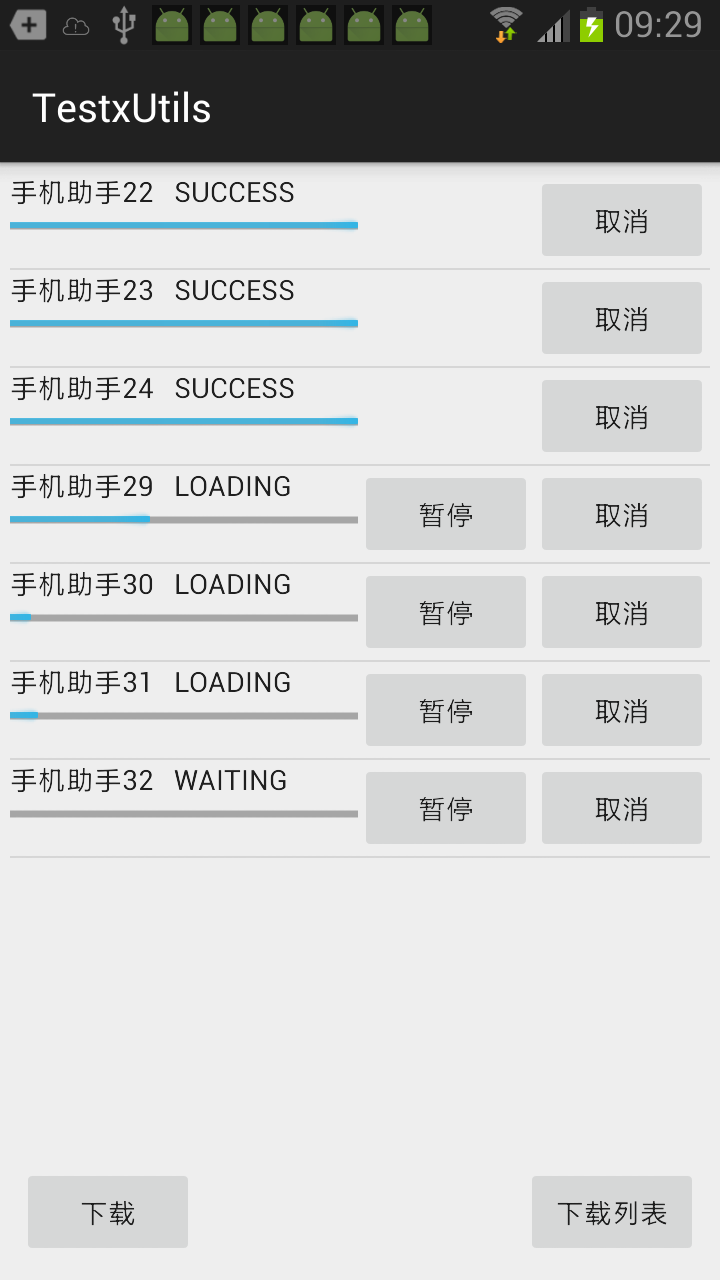 09:29
TestxUtils
手机助手22 SUCCESS
取消
手机助手23 SUCCESS
取消
手机助手24 SUCCESS
取消
手机助手29 LOADING
暂停 取消
手机助手30 LOADING
暂停 取消
手机助手31 LOADING
暂停 取消
手机助手32 WAITING
暂停 取消
下载 下载列表